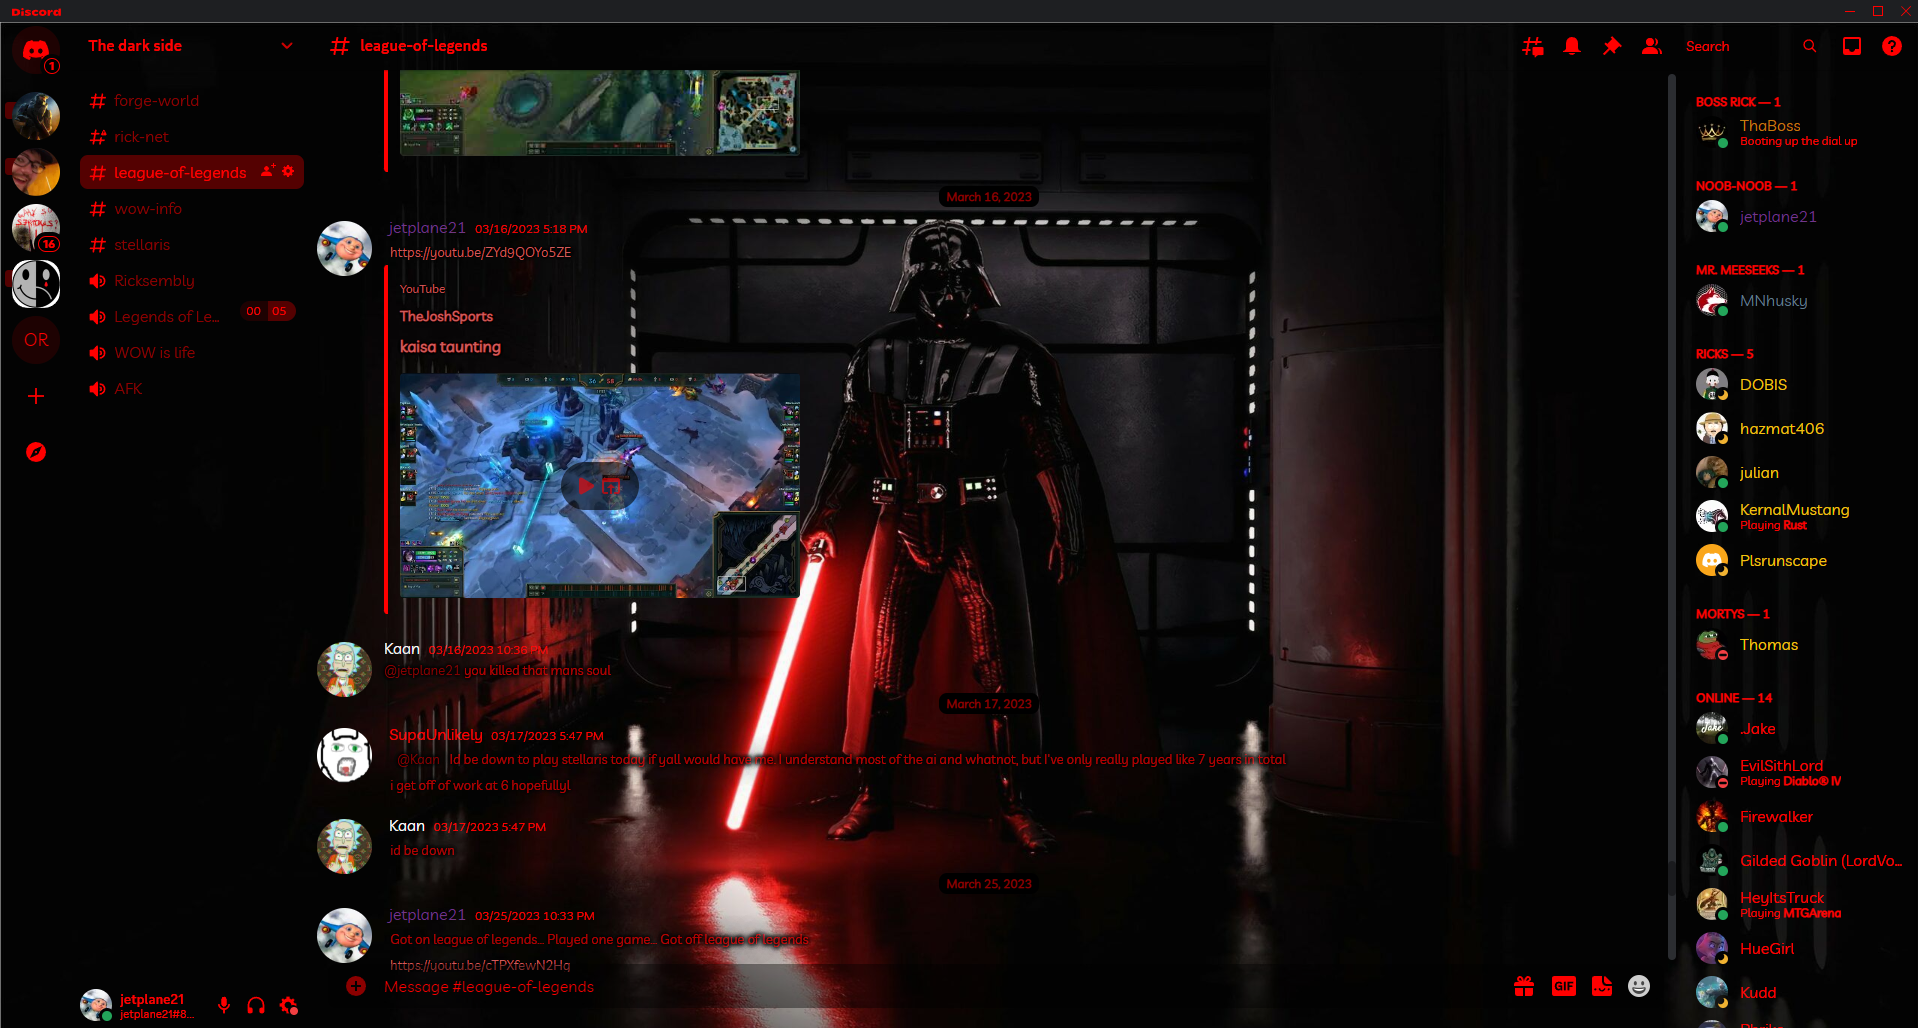 Discord
The dark side
league-of-legends
Search
1
forge-world
rick-net
league-of-legends
wow-info
16
stellaris
Ricksembly
Legends of Le...
00 05
OR
WOW is life
AFK
March 16, 2023
jetplane21 03/16/2023 5:18 PM
https://youtu.be/ZYd9QOYo5ZE
YouTube
TheJoshSports
kaisa taunting
36 58
Kaan 03/16/2023 10:36 PM
@jetplane21 you killed that mans soul
March 17, 2023
SupaUnlikely 03/17/2023 5:47 PM
@Kaan Id be down to play stellaris today if yall would have me. I understand most of the ai and whatnot, but I've only really played like 7 years in total
i get off of work at 6 hopefully!
Kaan 03/17/2023 5:47 PM
id be down
March 25, 2023
jetplane21 03/25/2023 10:33 PM
Got on league of legends... Played one game... Got off league of legends
https://youtu.be/cTPXfewN2Hq
Message #league-of-legends
GIF
jetplane21
BOSS RICK — 1
ThaBoss
Booting up the dial up
NOOB-NOOB — 1
jetplane21
MR. MEESEEKS — 1
MNhusky
RICKS — 5
DOBIS
hazmat406
julian
KernalMustang
Playing Rust
Plsrunscape
MORTYS — 1
Thomas
ONLINE — 14
Jake
.Jake
EvilSithLord
Playing Diablo® IV
Firewalker
Gilded Goblin (LordVo...
HeyItsTruck
Playing MTGArena
HueGirl
Kudd